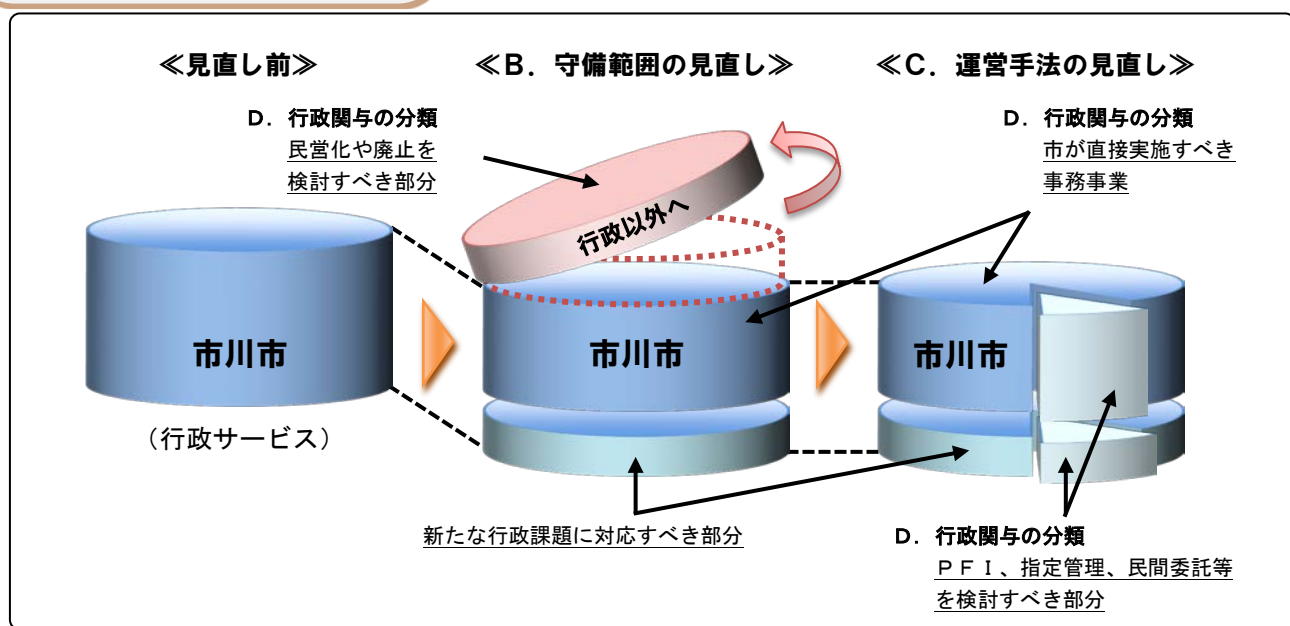 ≪見直し前≫
≪Ｂ．守備範囲の見直し≫
≪Ｃ．運営手法の見直し≫
Ｄ．行政関与の分類
民営化や廃止を
検討すべき部分
Ｄ．行政関与の分類
市が直接実施すべき
事務事業
行政以外へ
市川市
市川市
市川市
（行政サービス）
新たな行政課題に対応すべき部分
Ｄ．行政関与の分類
ＰＦＩ、指定管理、民間委託等
を検討すべき部分